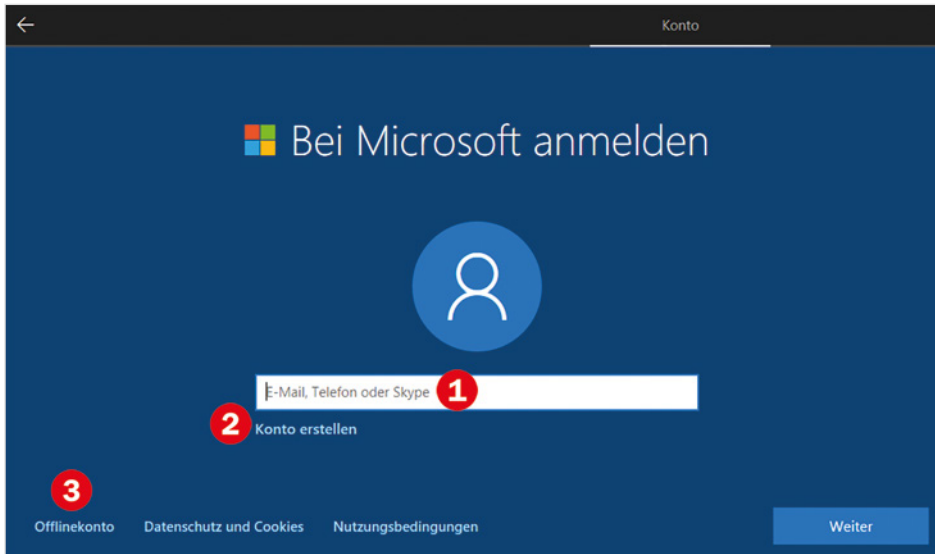 Konto
Bei Microsoft anmelden
E-Mail, Telefon oder Skype 1
2 Konto erstellen
3
Offlinekonto Datenschutz und Cookies Nutzungsbedingungen Weiter